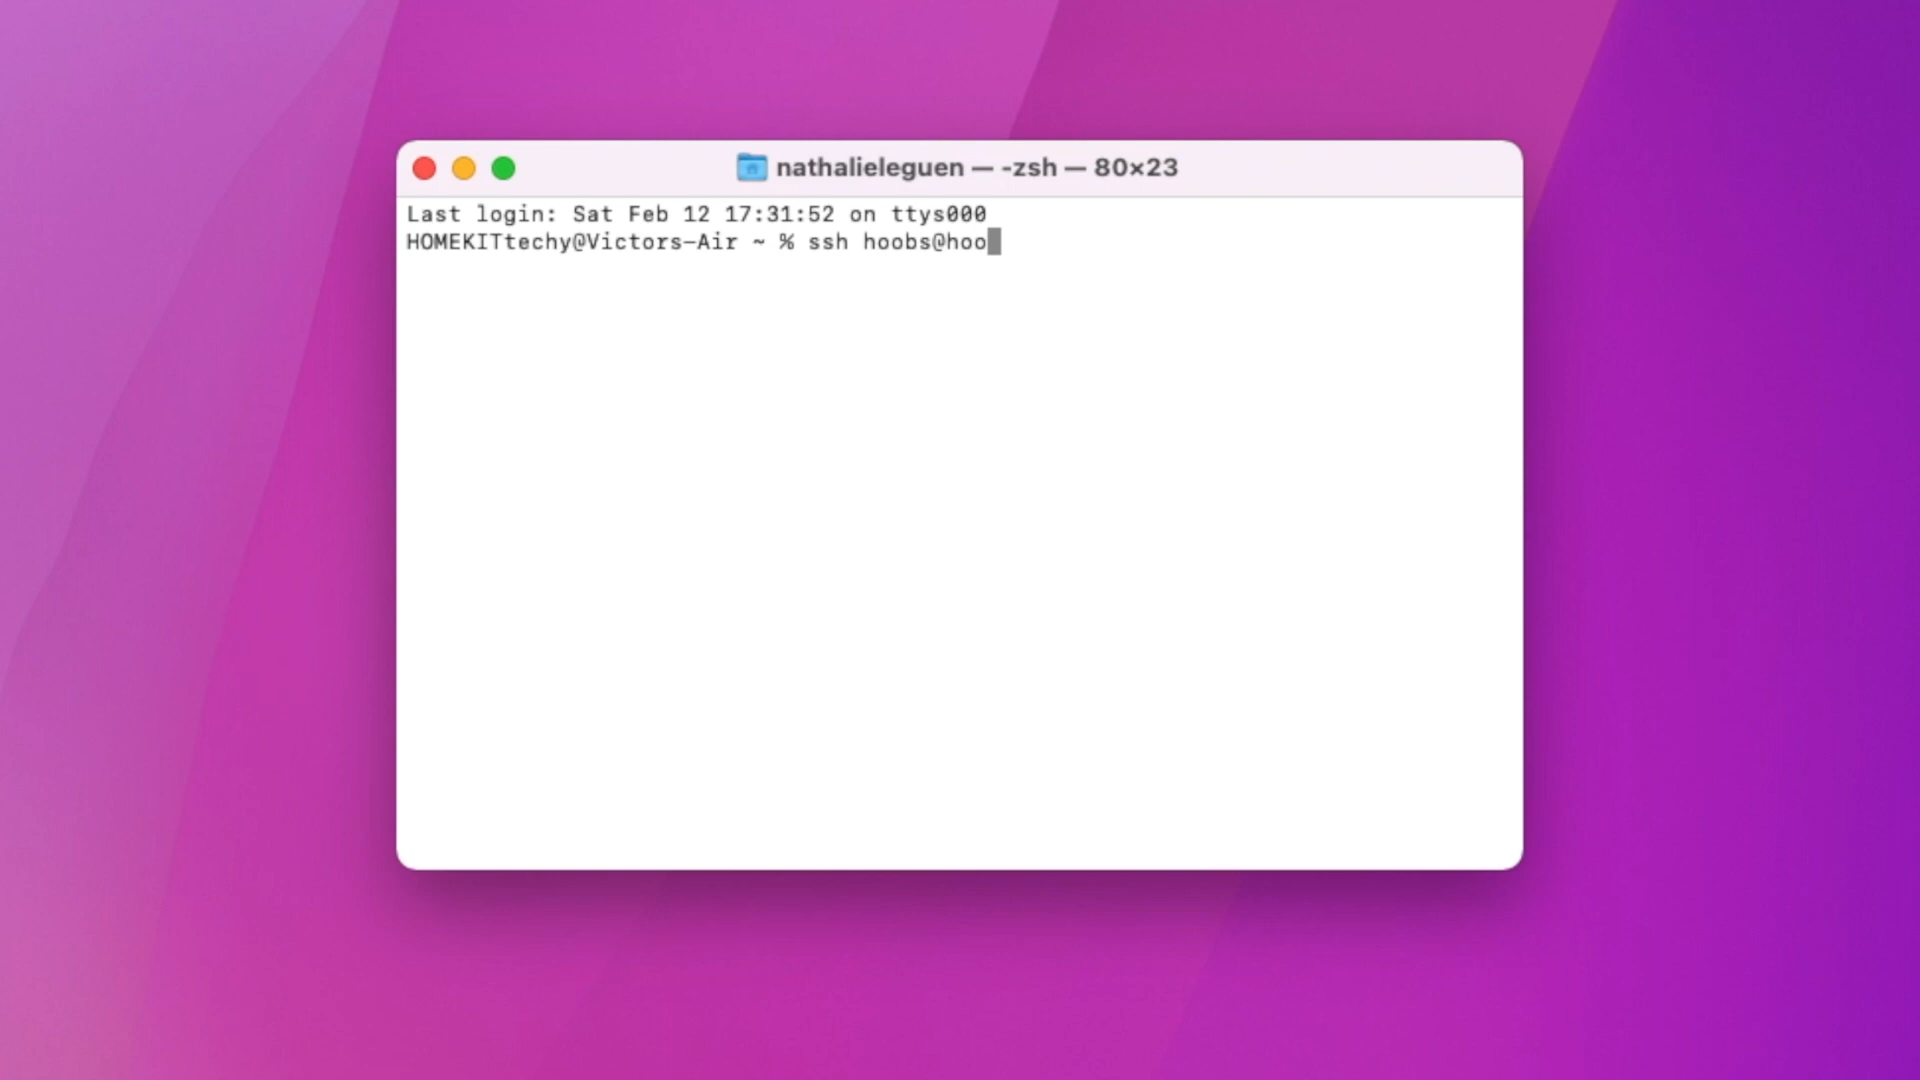 nathalieleguen — -zsh — 80×23
Last login: Sat Feb 12 17:31:52 on ttys000
HOMEKITtechy@Victors-Air ~ % ssh hoobs@hoo